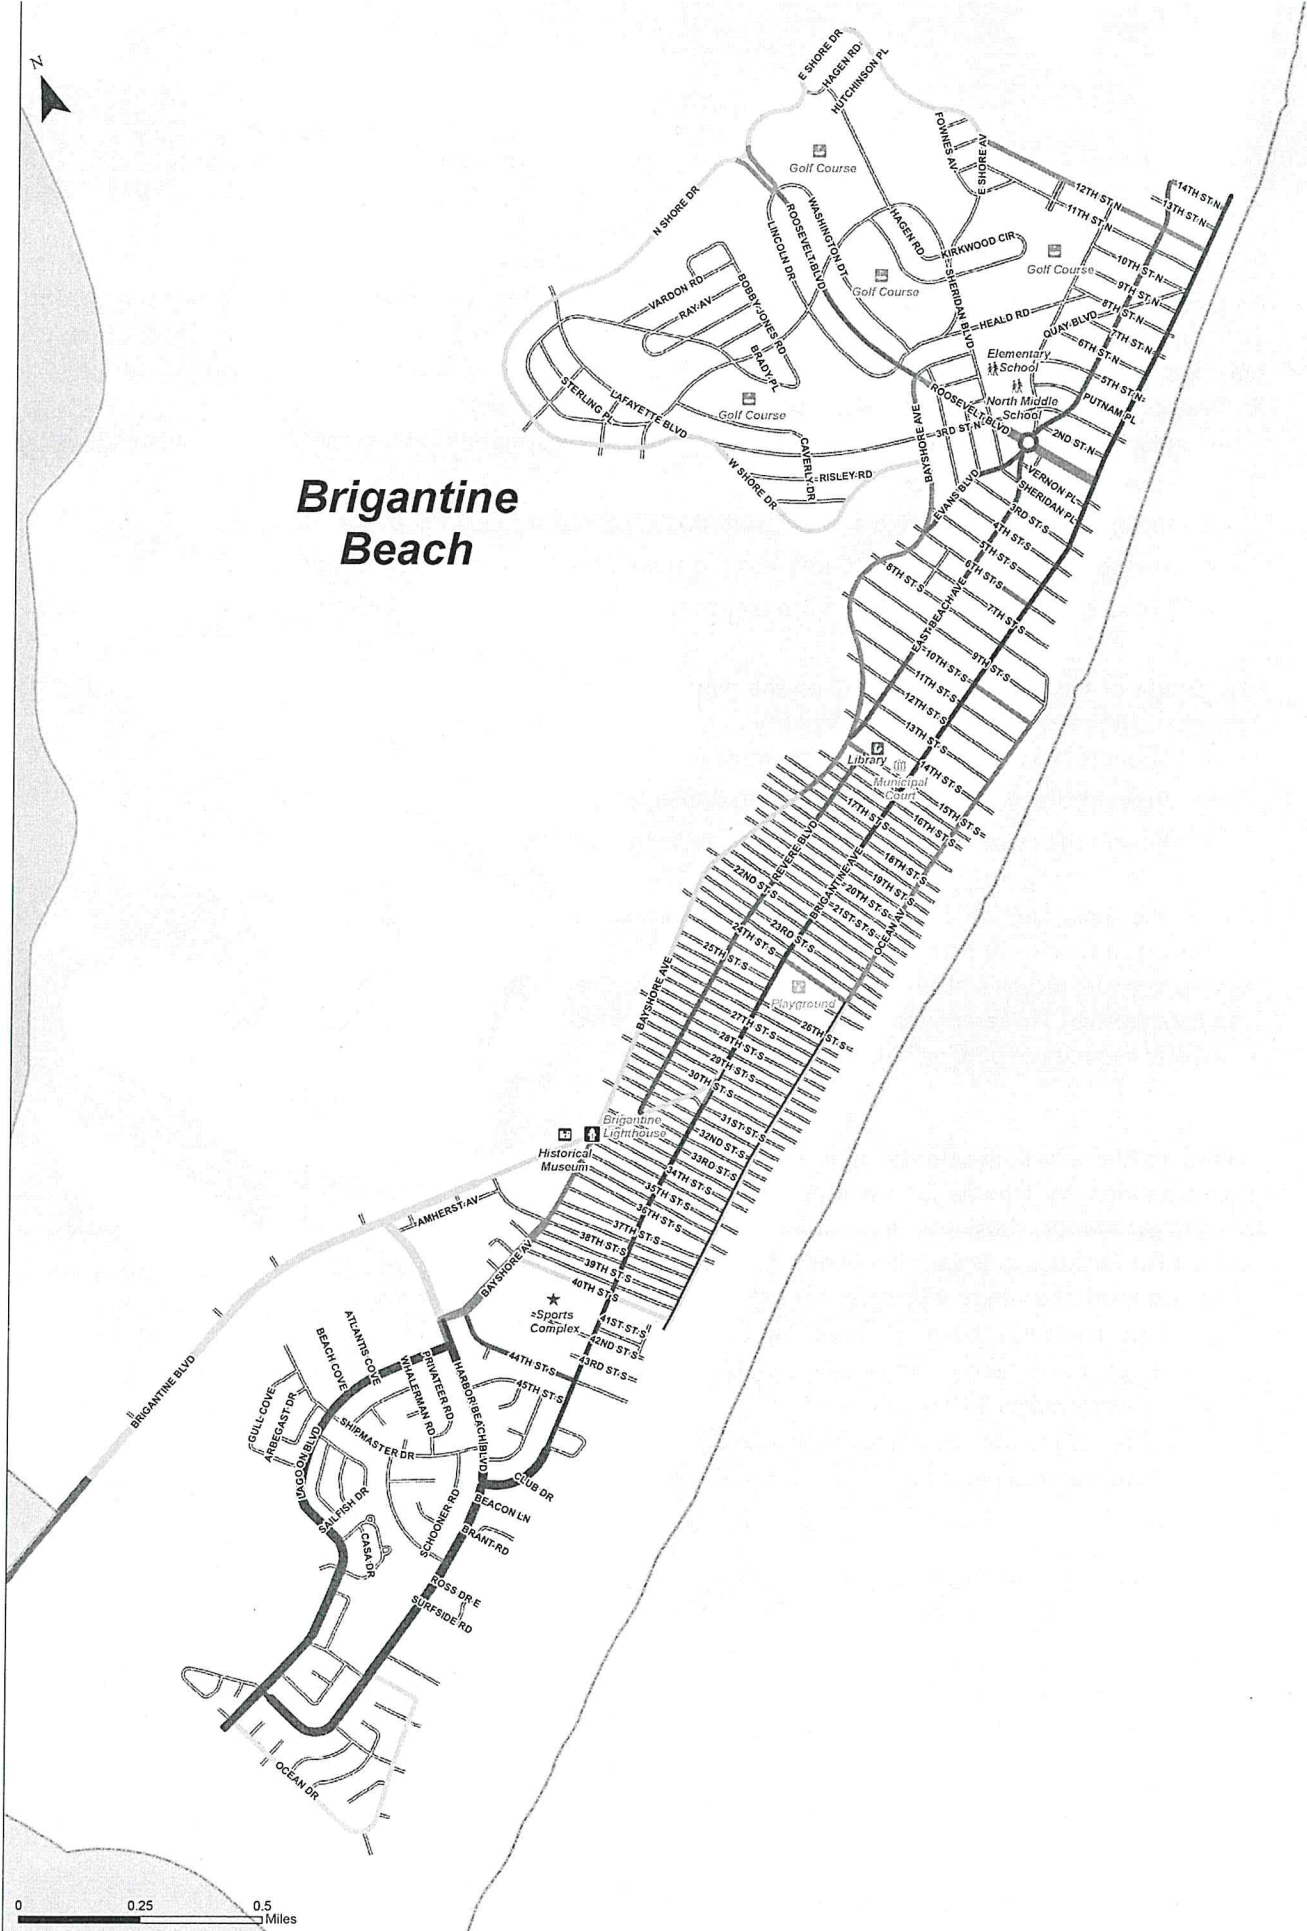 N
E SHORE DR
HAGEN RD
HUTCHINSON PL
FOWNES AV
E SHORE AV
Golf Course
12TH ST N
14TH ST N
13TH ST N
11TH ST N
N SHORE DR
WASHINGTON DT
ROOSEVELT BLVD
LINCOLN DR
HAGEN RD
KIRKWOOD CIR
Golf Course
10TH ST N
9TH ST N
Golf Course
SHERIDAN BLVD
VARDON RD
BOBBY JONES RD
RAY AV
8TH ST N
HEALD RD
QUAY BLVD
7TH ST N
6TH ST N
BRADY PL
Elementary
School
5TH ST N
STERLING PL
LAFAYETTE BLVD
Golf Course
ROOSEVELT BLVD
North Middle
School
PUTNAM PL
BAYSHORE AVE
3RD ST N
2ND ST N
CAVERLY DR
W SHORE DR
RISLEY RD
VERNON PL
EVANS BLVD
SHERIDAN PL
Brigantine
Beach
3RD ST S
4TH ST S
5TH ST S
6TH ST S
8TH ST S
7TH ST S
EAST BEACH AVE
9TH ST S
10TH ST S
11TH ST S
12TH ST S
13TH ST S
Library
14TH ST S
Municipal
Court
15TH ST S
17TH ST S
16TH ST S
REVERE BLVD
BRIGANTINE AVE
18TH ST S
19TH ST S
22ND ST S
20TH ST S
21ST ST S
OCEAN AV
23RD ST S
24TH ST S
25TH ST S
BAYSHORE AVE
Playground
27TH ST S
26TH ST S
28TH ST S
29TH ST S
30TH ST S
Brigantine
Lighthouse
31ST ST S
32ND ST S
Historical
Museum
33RD ST S
34TH ST S
35TH ST S
36TH ST S
AMHERST AV
37TH ST S
38TH ST S
BAYSHORE AV
39TH ST S
40TH ST S
Sports
Complex
41ST ST S
42ND ST S
43RD ST S
44TH ST S
45TH ST S
BRIGANTINE BLVD
ATLANTIS COVE
BEACH COVE
PRIVATEER RD
WHALERMAN RD
HARBOR BEACH BLVD
GULL COVE
ARBEGAST DR
SHIPMASTER DR
LAGOON BLVD
CLUB DR
SAILFISH DR
SCHOONER RD
BEACON LN
BRANT RD
CASA DR
ROSS DR E
SURFSIDE RD
OCEAN DR
0 0.25 0.5
Miles